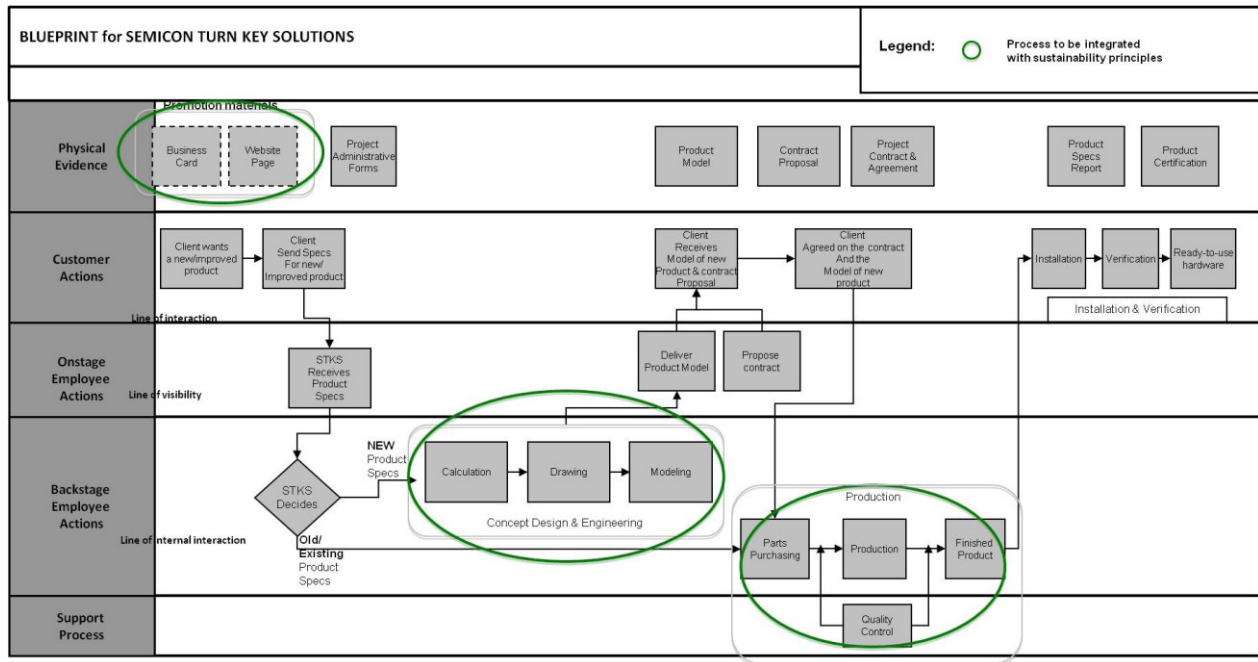 BLUEPRINT for SEMICON TURN KEY SOLUTIONS
Legend:
Process to be integrated
with sustainability principles
Physical
Evidence
Promotion materials
Business
Card
Website
Page
Project
Administrative
Forms
Product
Model
Contract
Proposal
Project
Contract &
Agreement
Product
Specs
Report
Product
Certification
Customer
Actions
Client wants
a new/improved
product
Client
Send Specs
For new/
Improved product
Client
Receives
Model of new
Product & contract
Proposal
Client
Agreed on the contract
And the
Model of new
product
Installation
Verification
Ready-to-use
hardware
Installation & Verification
Line of interaction
Onstage
Employee
Actions
STKS
Receives
Product
Specs
Deliver
Product Model
Propose
contract
Line of visibility
Backstage
Employee
Actions
STKS
Decides
NEW
Product
Specs
Calculation
Drawing
Modeling
Concept Design & Engineering
Line of internal interaction
Old/
Existing
Product
Specs
Production
Parts
Purchasing
Production
Finished
Product
Support
Process
Quality
Control